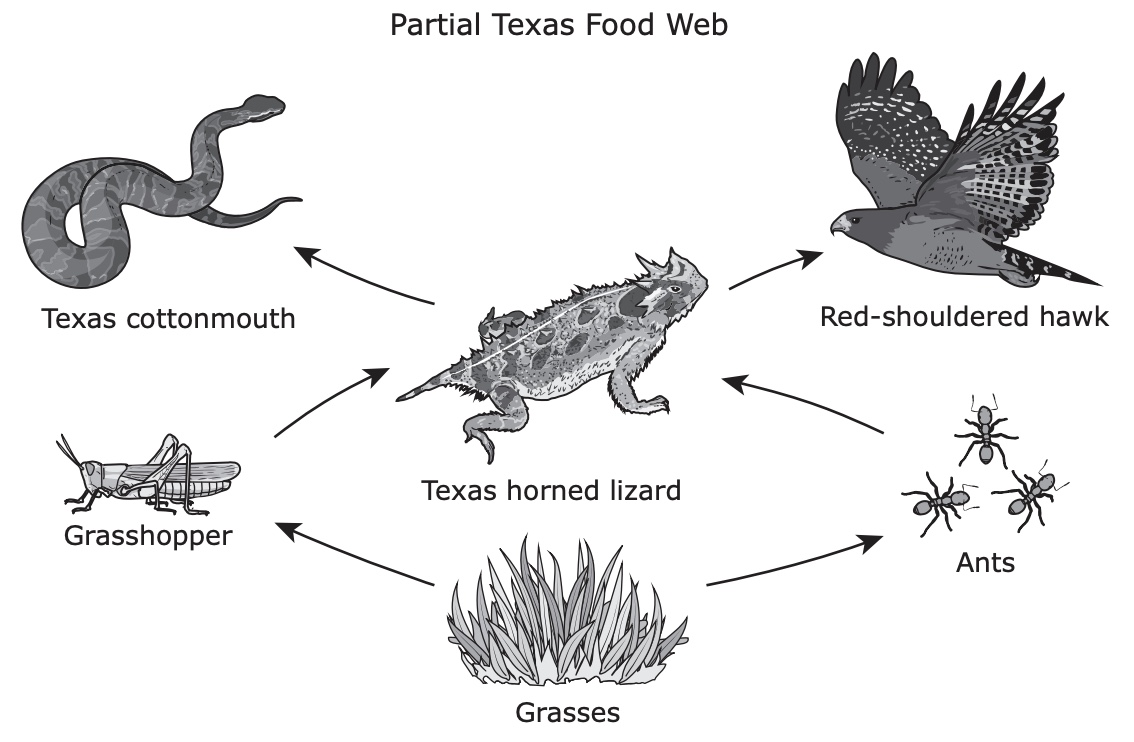 Partial Texas Food Web
Texas cottonmouth
Red-shouldered hawk
Texas horned lizard
Grasshopper
Ants
Grasses